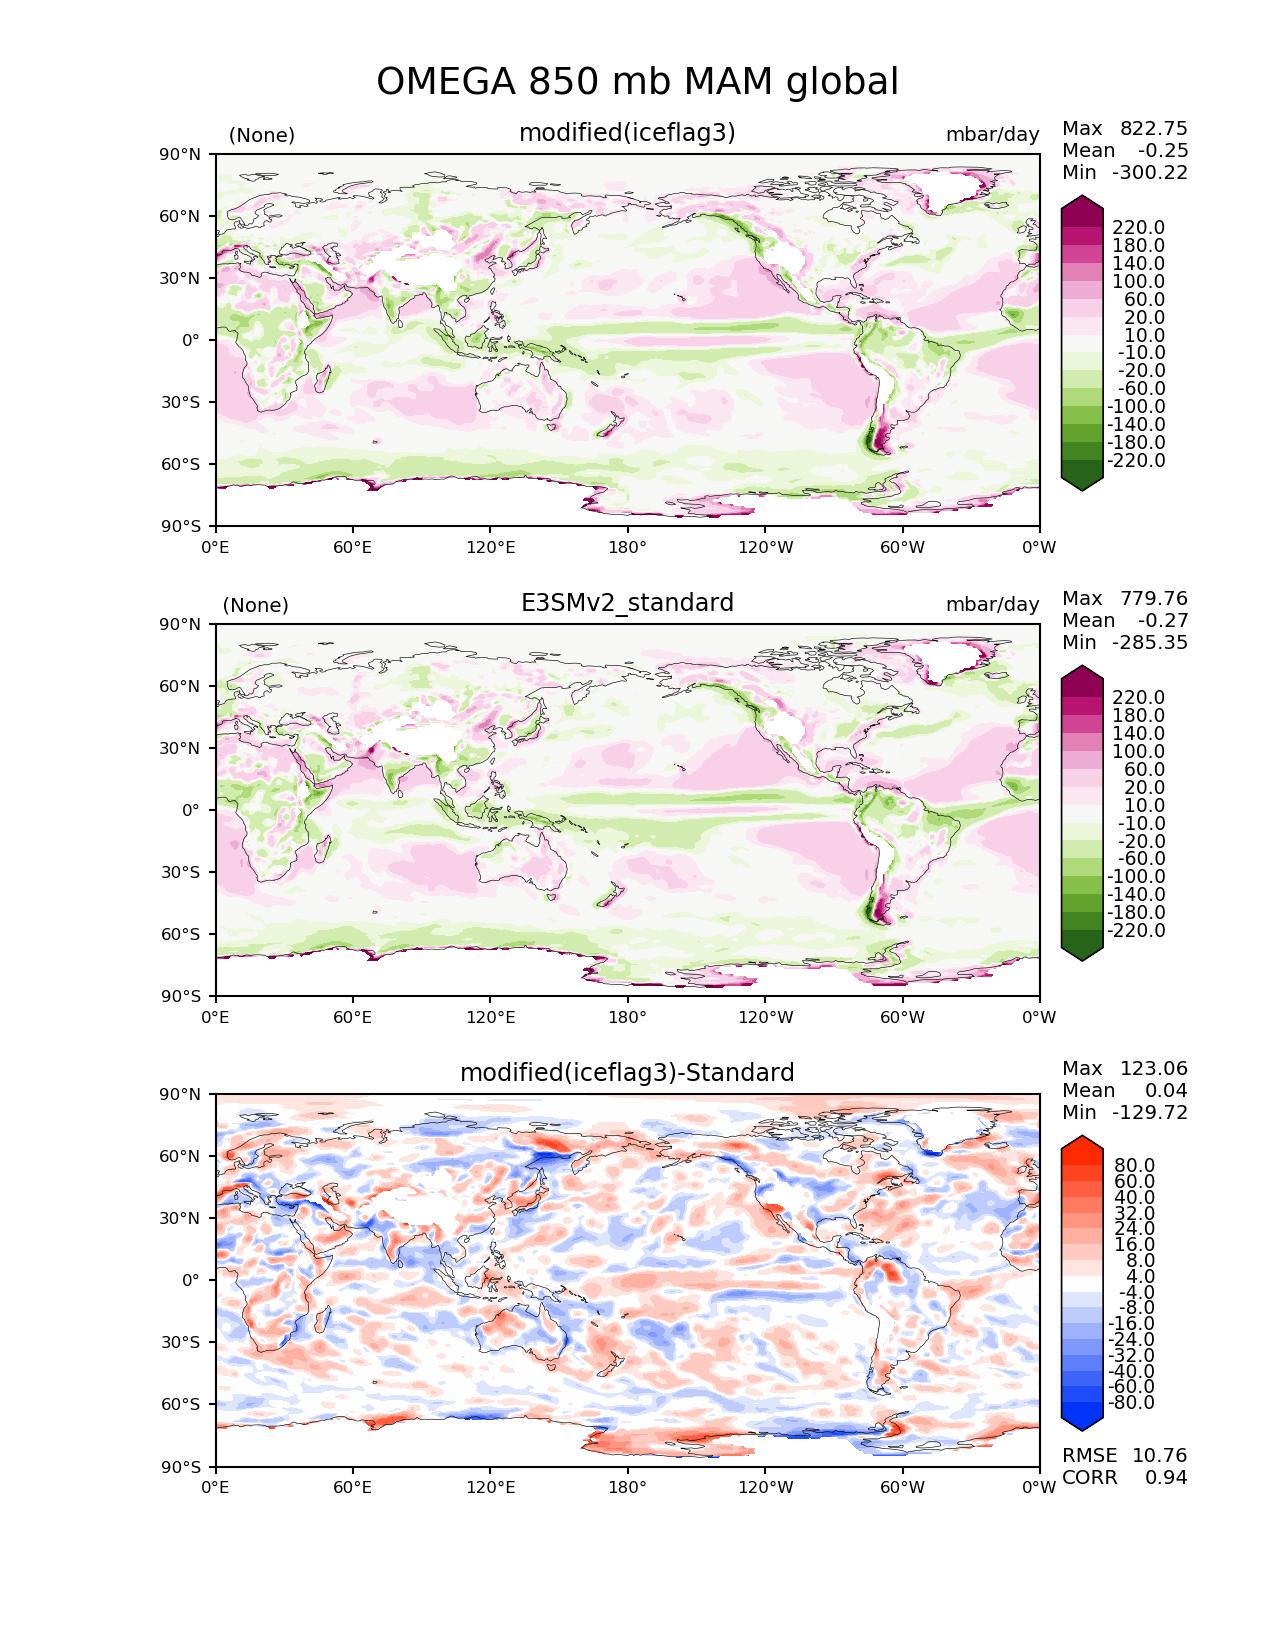 OMEGA 850 mb MAM global
(None) modified(iceflag3) mbar/day
Max 822.75
Mean -0.25
Min -300.22
90°N
60°N
30°N
0°
30°S
60°S
90°S
0°E 60°E 120°E 180° 120°W 60°W 0°W
220.0
180.0
140.0
100.0
60.0
20.0
10.0
-10.0
-20.0
-60.0
-100.0
-140.0
-180.0
-220.0
(None) E3SMv2_standard mbar/day
Max 779.76
Mean -0.27
Min -285.35
90°N
60°N
30°N
0°
30°S
60°S
90°S
0°E 60°E 120°E 180° 120°W 60°W 0°W
220.0
180.0
140.0
100.0
60.0
20.0
10.0
-10.0
-20.0
-60.0
-100.0
-140.0
-180.0
-220.0
modified(iceflag3)-Standard
Max 123.06
Mean 0.04
Min -129.72
90°N
60°N
30°N
0°
30°S
60°S
90°S
0°E 60°E 120°E 180° 120°W 60°W 0°W
80.0
60.0
40.0
32.0
24.0
16.0
8.0
4.0
-4.0
-8.0
-16.0
-24.0
-32.0
-40.0
-60.0
-80.0
RMSE 10.76
CORR 0.94